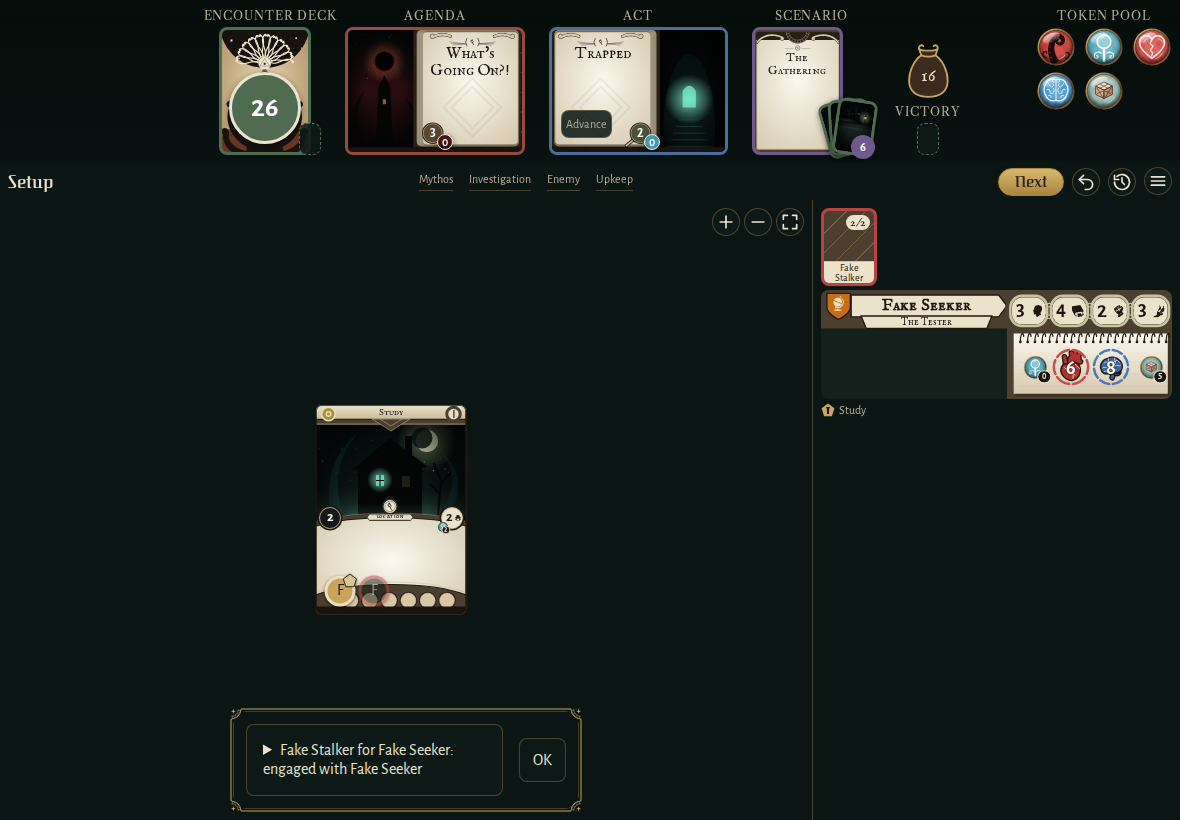 ENCOUNTER DECK
AGENDA
ACT
SCENARIO
TOKEN POOL
26
What's
Going On?!
3
0
Trapped
Advance
2
0
The
Gathering
6
16
VICTORY
Setup
Mythos
Investigation
Enemy
Upkeep
Next
2/2
Fake
Stalker
Fake Seeker
The Tester
3
4
2
3
0
6
8
5
Study
Study
2
LOCATION
2
2
F
F
Fake Stalker for Fake Seeker:
engaged with Fake Seeker
OK